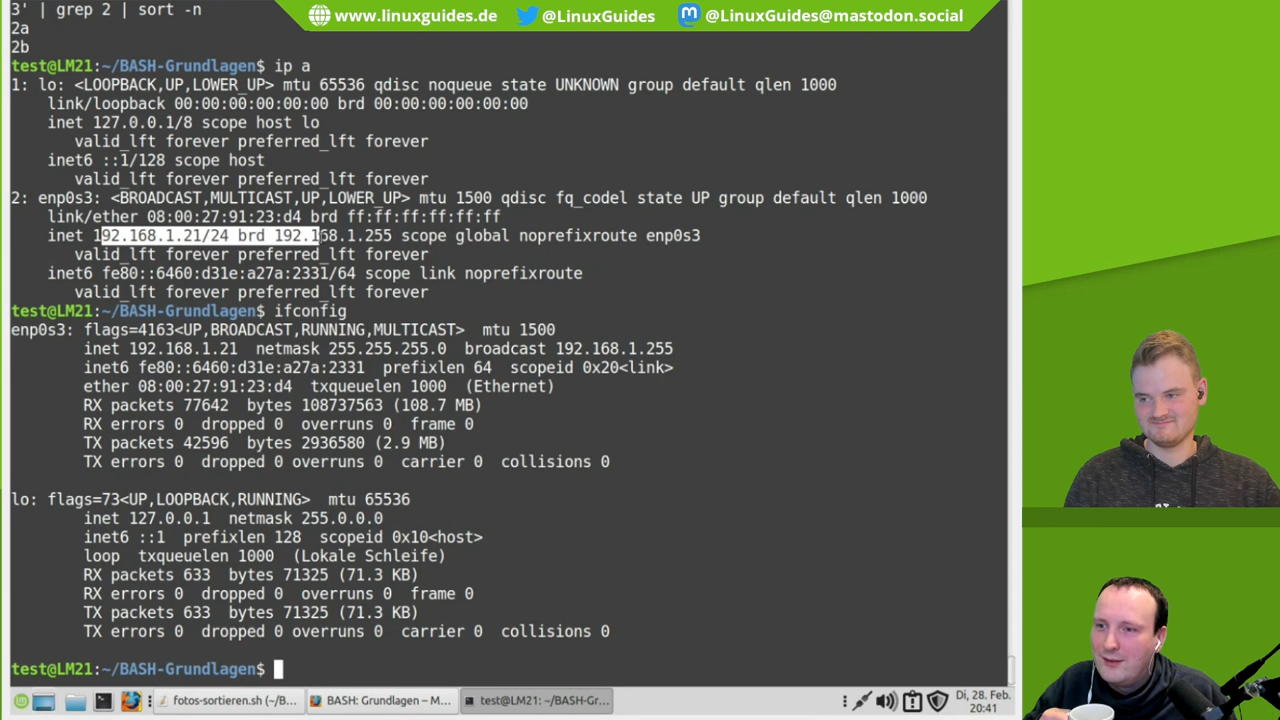 3' | grep 2 | sort -n
www.linuxguides.de @LinuxGuides @LinuxGuides@mastodon.social
2a
2b
test@LM21:~/BASH-Grundlagen$ ip a
1: lo: <LOOPBACK,UP,LOWER_UP> mtu 65536 qdisc noqueue state UNKNOWN group default qlen 1000
link/loopback 00:00:00:00:00:00 brd 00:00:00:00:00:00
inet 127.0.0.1/8 scope host lo
valid_lft forever preferred_lft forever
inet6 ::1/128 scope host
valid_lft forever preferred_lft forever
2: enp0s3: <BROADCAST,MULTICAST,UP,LOWER_UP> mtu 1500 qdisc fq_codel state UP group default qlen 1000
link/ether 08:00:27:91:23:d4 brd ff:ff:ff:ff:ff:ff
inet 192.168.1.21/24 brd 192.168.1.255 scope global noprefixroute enp0s3
valid_lft forever preferred_lft forever
inet6 fe80::6460:d31e:a27a:2331/64 scope link noprefixroute
valid_lft forever preferred_lft forever
test@LM21:~/BASH-Grundlagen$ ifconfig
enp0s3: flags=4163<UP,BROADCAST,RUNNING,MULTICAST>  mtu 1500
inet 192.168.1.21  netmask 255.255.255.0  broadcast 192.168.1.255
inet6 fe80::6460:d31e:a27a:2331  prefixlen 64  scopeid 0x20<link>
ether 08:00:27:91:23:d4  txqueuelen 1000  (Ethernet)
RX packets 77642  bytes 108737563 (108.7 MB)
RX errors 0  dropped 0  overruns 0  frame 0
TX packets 42596  bytes 2936580 (2.9 MB)
TX errors 0  dropped 0 overruns 0  carrier 0  collisions 0
lo: flags=73<UP,LOOPBACK,RUNNING>  mtu 65536
inet 127.0.0.1  netmask 255.0.0.0
inet6 ::1  prefixlen 128  scopeid 0x10<host>
loop  txqueuelen 1000  (Lokale Schleife)
RX packets 633  bytes 71325 (71.3 KB)
RX errors 0  dropped 0  overruns 0  frame 0
TX packets 633  bytes 71325 (71.3 KB)
TX errors 0  dropped 0 overruns 0  carrier 0  collisions 0
test@LM21:~/BASH-Grundlagen$
fotos-sortieren.sh (~/B... BASH: Grundlagen – M... test@LM21: ~/BASH-Gr... Di, 28. Feb.
20:41